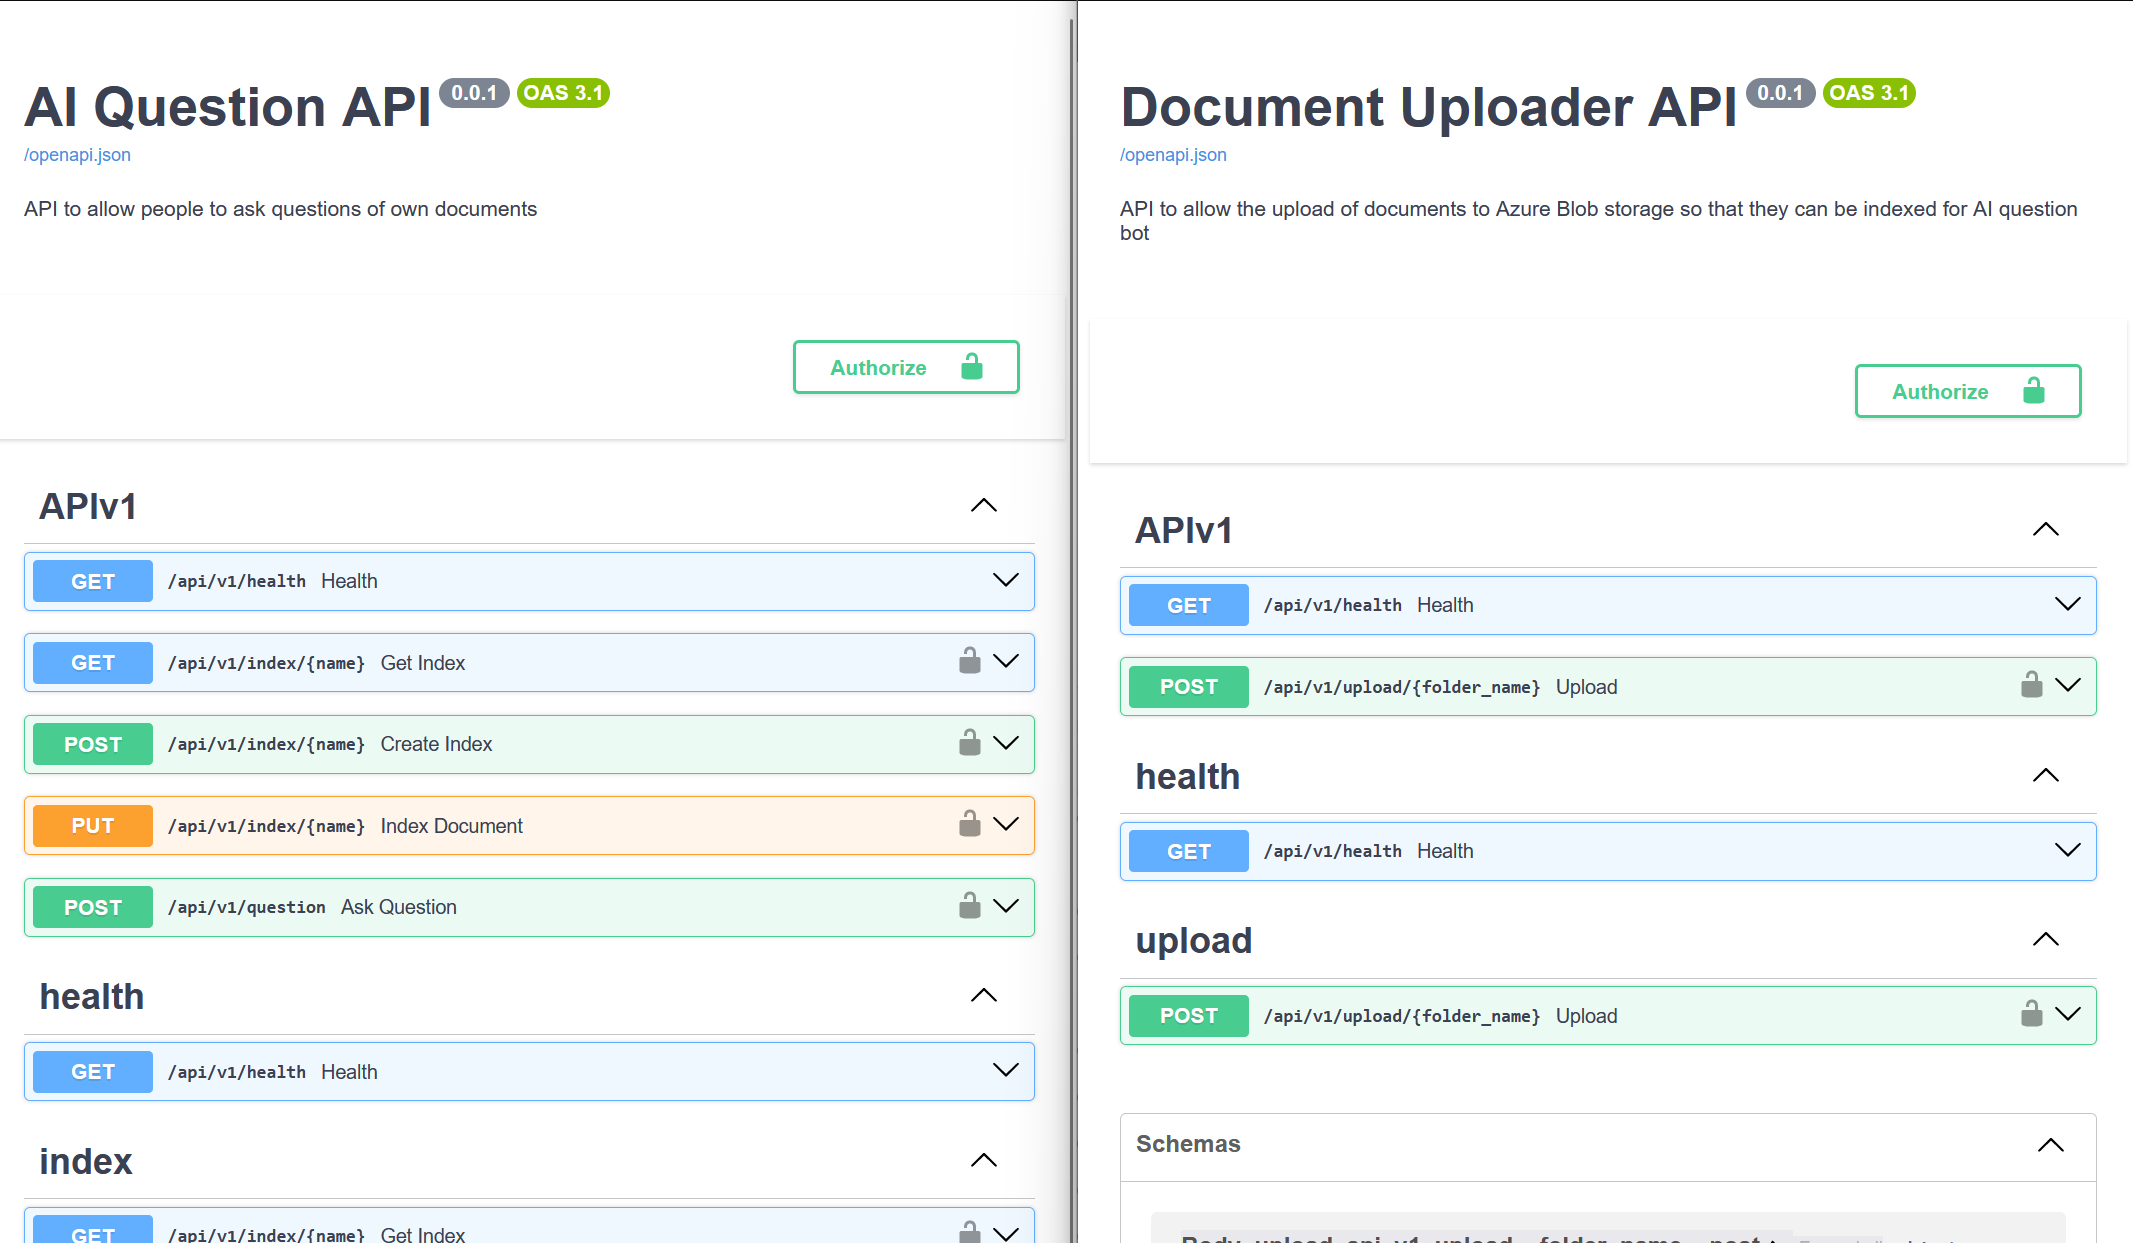 AI Question API 0.0.1 OAS 3.1
/openapi.json
API to allow people to ask questions of own documents
Authorize
APIv1
GET /api/v1/health Health
GET /api/v1/index/{name} Get Index
POST /api/v1/index/{name} Create Index
PUT /api/v1/index/{name} Index Document
POST /api/v1/question Ask Question
health
GET /api/v1/health Health
index
GET /api/v1/index/{name} Get Index
Document Uploader API 0.0.1 OAS 3.1
/openapi.json
API to allow the upload of documents to Azure Blob storage so that they can be indexed for AI question
bot
Authorize
APIv1
GET /api/v1/health Health
POST /api/v1/upload/{folder_name} Upload
health
GET /api/v1/health Health
upload
POST /api/v1/upload/{folder_name} Upload
Schemas